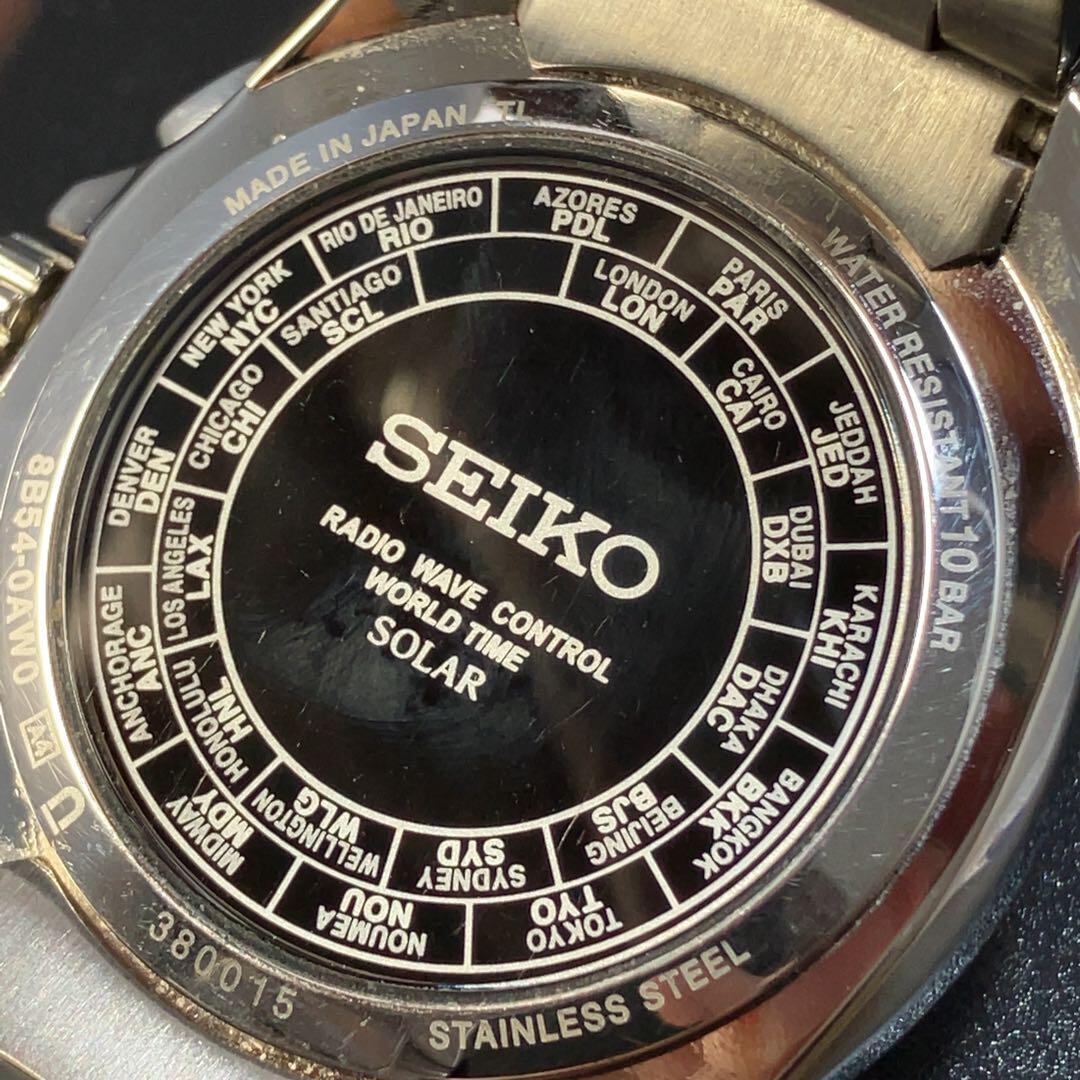 MADE IN JAPAN TL
WATER RESISTANT 10 BAR
STAINLESS STEEL
380015
8B54-0AW0 A4 U
RIO DE JANEIRO
RIO
AZORES
PDL
PARIS
PAR
JEDDAH
JED
KARACHI
KHI
BANGKOK
BKK
TOKYO
TYO
NOUMEA
NOU
MIDWAY
MDY
ANCHORAGE
ANC
DENVER
DEN
NEW YORK
NYC
SANTIAGO
SCL
LONDON
LON
CAIRO
CAI
DUBAI
DXB
DHAKA
DAC
BEIJING
BJS
SYDNEY
SYD
WELLINGTON
WLG
HONOLULU
HNL
LOS ANGELES
LAX
CHICAGO
CHI
SEIKO
RADIO WAVE CONTROL
WORLD TIME
SOLAR